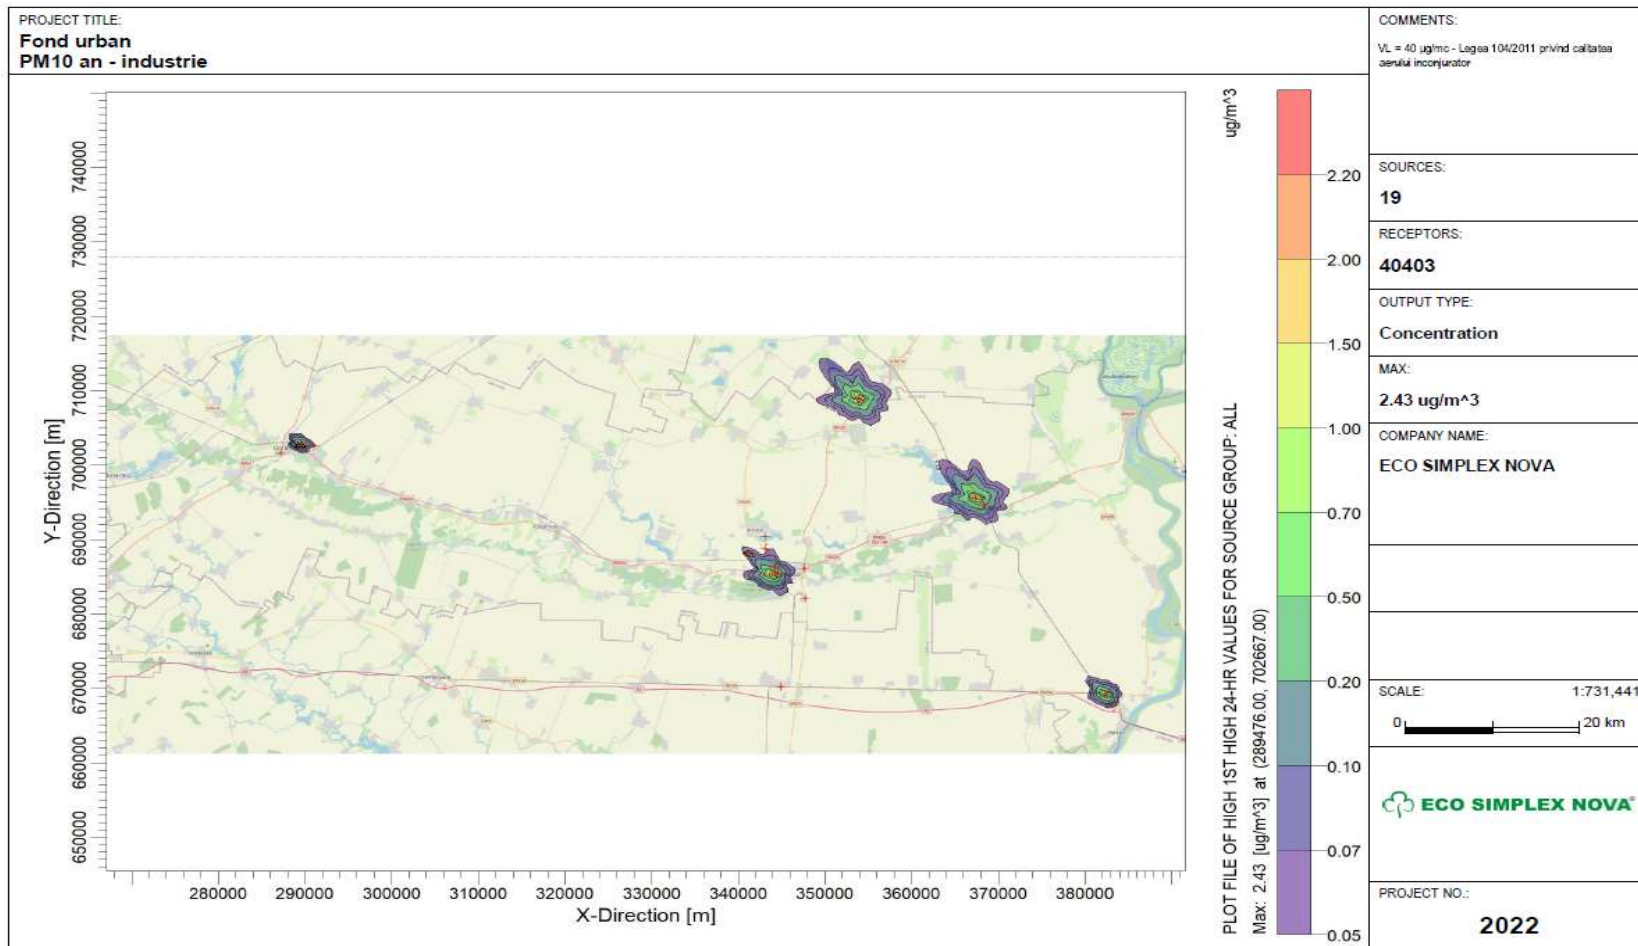 PROJECT TITLE:
Fond urban
PM10 an - industrie
COMMENTS:
VL = 40 µg/mc - Legea 104/2011 privind calitatea
aerului inconjurator
SOURCES:
19
RECEPTORS:
40403
OUTPUT TYPE:
Concentration
MAX:
2.43 ug/m^3
COMPANY NAME:
ECO SIMPLEX NOVA
SCALE:
1:731,441
0
20 km
ECO SIMPLEX NOVA®
PROJECT NO.:
2022
Y-Direction [m]
740000
730000
720000
710000
700000
690000
680000
670000
660000
650000
280000
290000
300000
310000
320000
330000
340000
350000
360000
370000
380000
X-Direction [m]
ug/m^3
PLOT FILE OF HIGH 1ST HIGH 24-HR VALUES FOR SOURCE GROUP: ALL
Max: 2.43 [ug/m^3] at (289476.00, 702667.00)
2.20
2.00
1.50
1.00
0.70
0.50
0.20
0.10
0.07
0.05